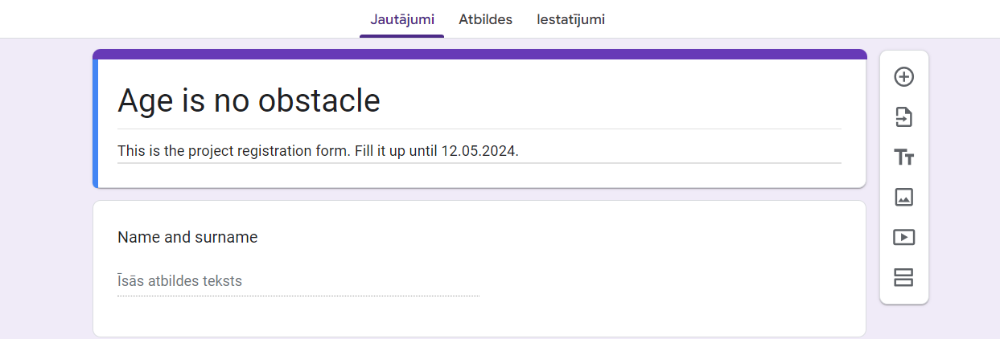 Jautājumi Atbildes Iestatījumi
Age is no obstacle
This is the project registration form. Fill it up until 12.05.2024.
Name and surname
Īsās atbildes teksts